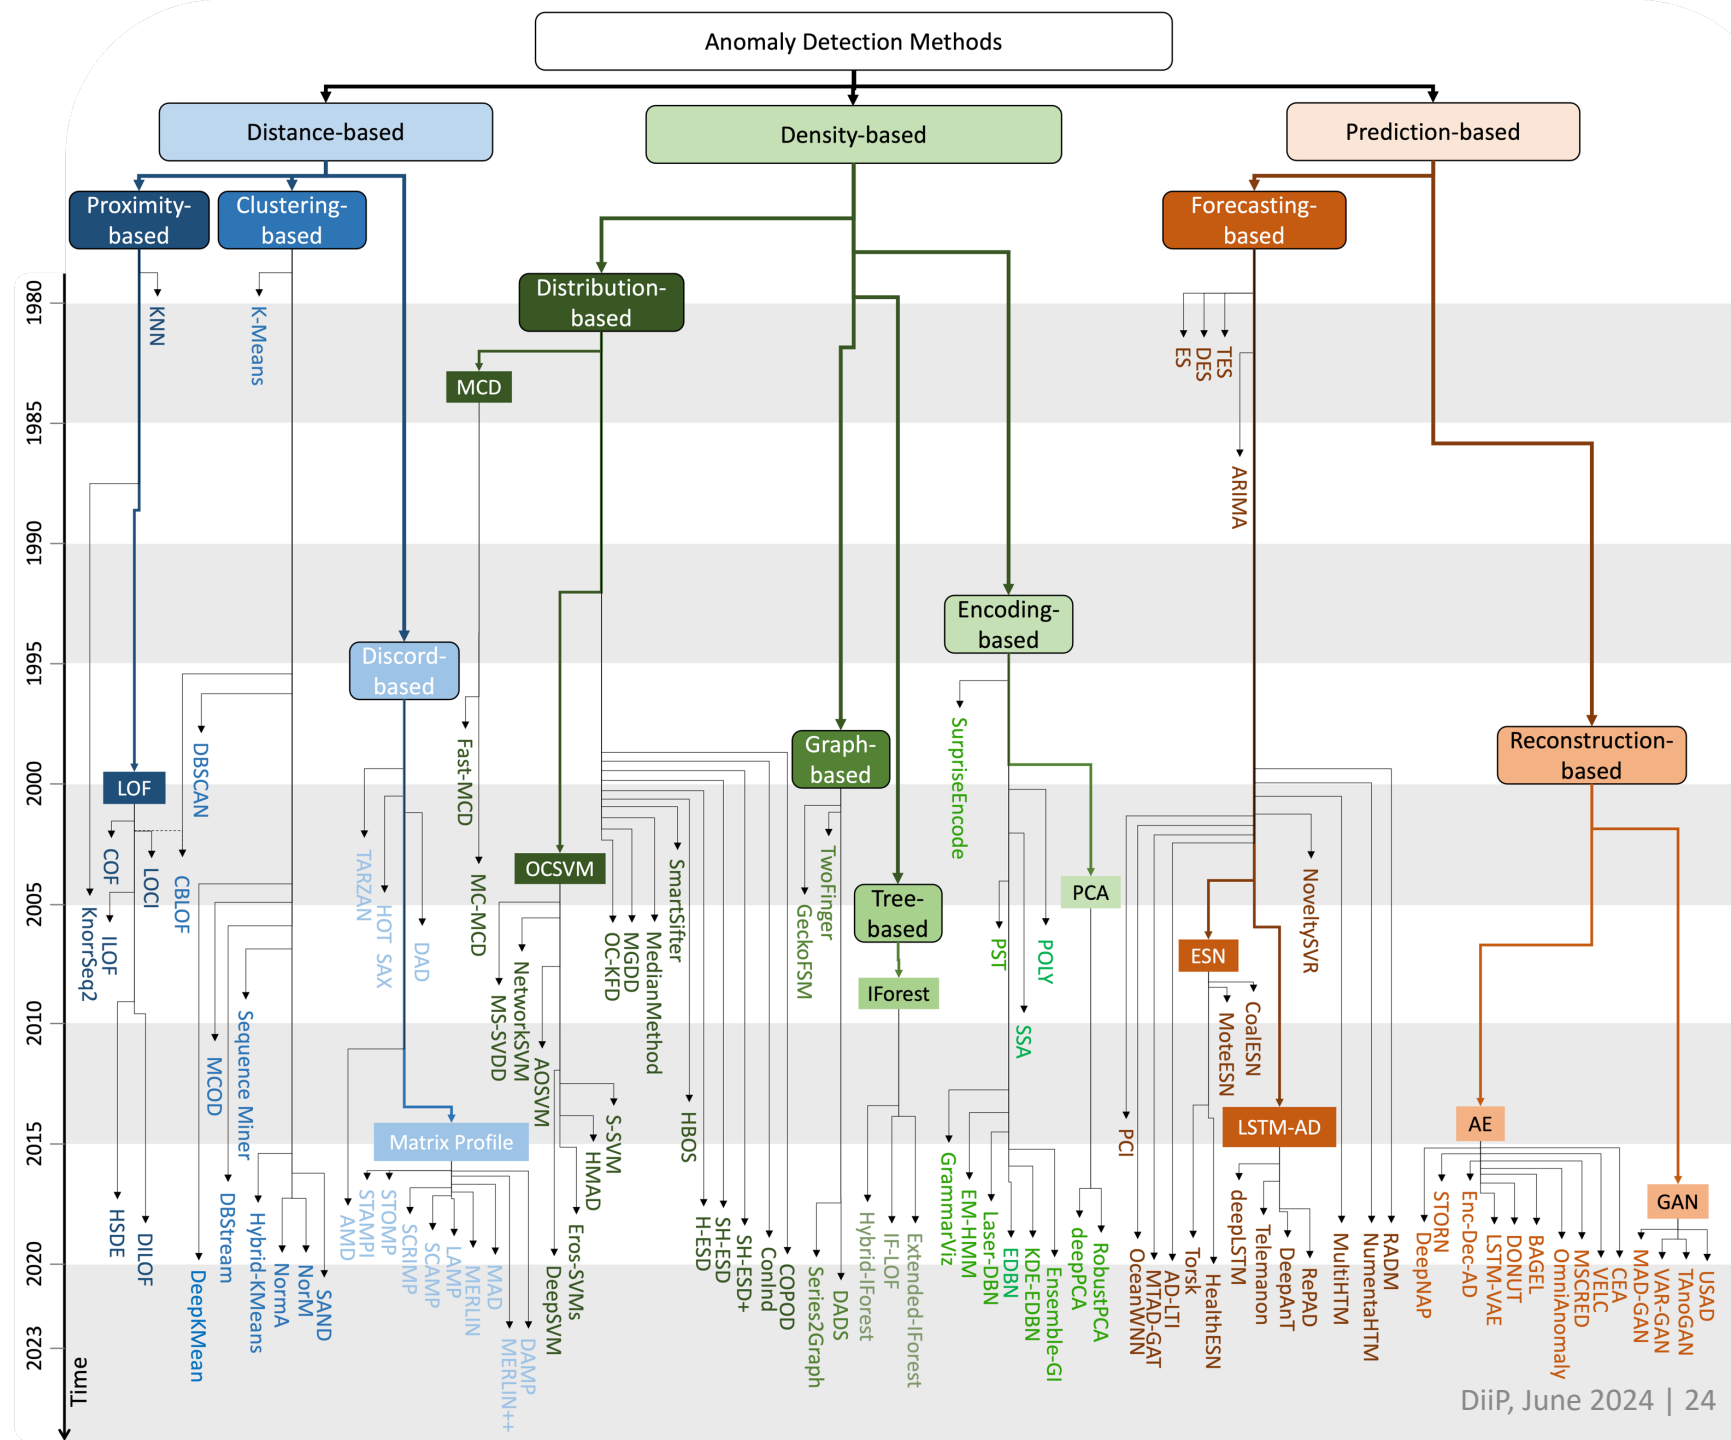 Anomaly Detection Methods
Distance-based
Density-based
Prediction-based
Proximity-
based
Clustering-
based
Forecasting-
based
Distribution-
based
Discord-
based
Encoding-
based
Graph-
based
Tree-
based
Reconstruction-
based
1980
1985
1990
1995
2000
2005
2010
2015
2020
2023
Time
KNN
K-Means
MCD
ES
DES
TES
ARIMA
LOF
DBSCAN
COF
LOCI
CBLOF
KnorrSeq2
ILOF
HSDE
DILOF
MCOD
Sequence Miner
DBStream
DeepKMean
Hybrid-KMeans
NormA
NorM
SAND
TARZAN
HOT SAX
DAD
Matrix Profile
AMD
STAMPI
STOMP
SCRIMP
SCAMP
LAMP
MERLIN
MAD
MERLIN++
DAMP
Fast-MCD
MC-MCD
OCSVM
MS-SVDD
NetworkSVM
AOSVM
S-SVM
HMAD
Eros-SVMs
DeepSVM
OC-KFD
MGDD
MedianMethod
SmartSifter
HBOS
H-ESD
SH-ESD
SH-ESD+
ConInd
COPOD
TwoFinger
GeckoFSM
Series2Graph
DADS
IForest
Hybrid-IForest
IF-LOF
Extended-IForest
SurpriseEncode
PST
POLY
SSA
PCA
GrammarViz
EM-HMM
Laser-DBN
EDBN
KDE-EDBN
Ensemble-GI
deepPCA
RobustPCA
NoveltySVR
ESN
MoteESN
CoalESN
PCI
LSTM-AD
OceanWNN
MTAD-GAT
AD-LTI
Torsk
HealthESN
deepLSTM
Telemanon
DeepAnT
RePAD
MultiHTM
NumentaHTM
RADM
AE
DeepNAP
STORN
Enc-Dec-AD
LSTM-VAE
DONUT
BAGEL
OmniAnomaly
MSCRED
VELC
CEA
GAN
MAD-GAN
VAR-GAN
TAnoGAN
USAD
DiiP, June 2024 | 24